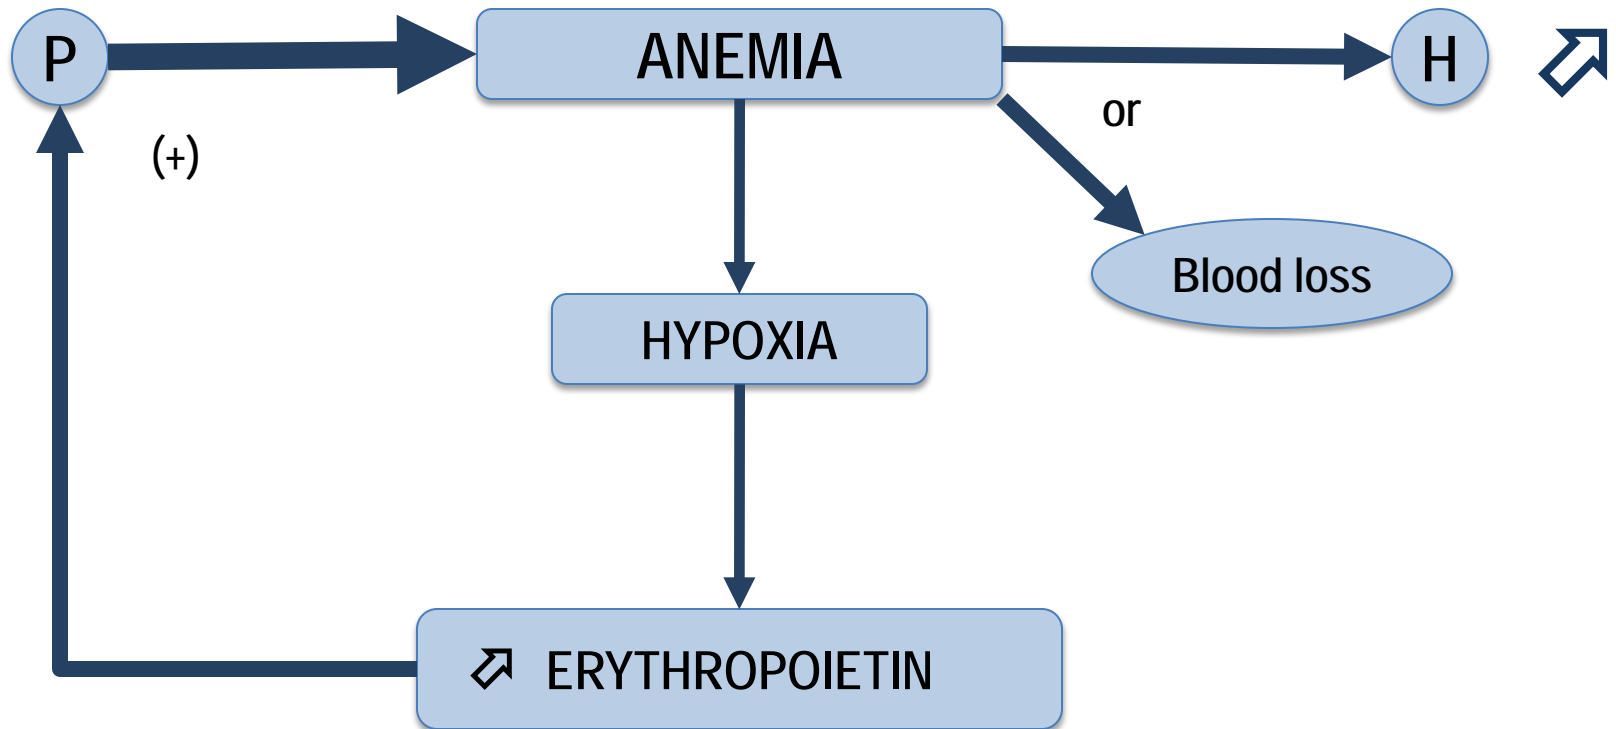 P
ANEMIA
H
or
(+)
Blood loss
HYPOXIA
ERYTHROPOIETIN